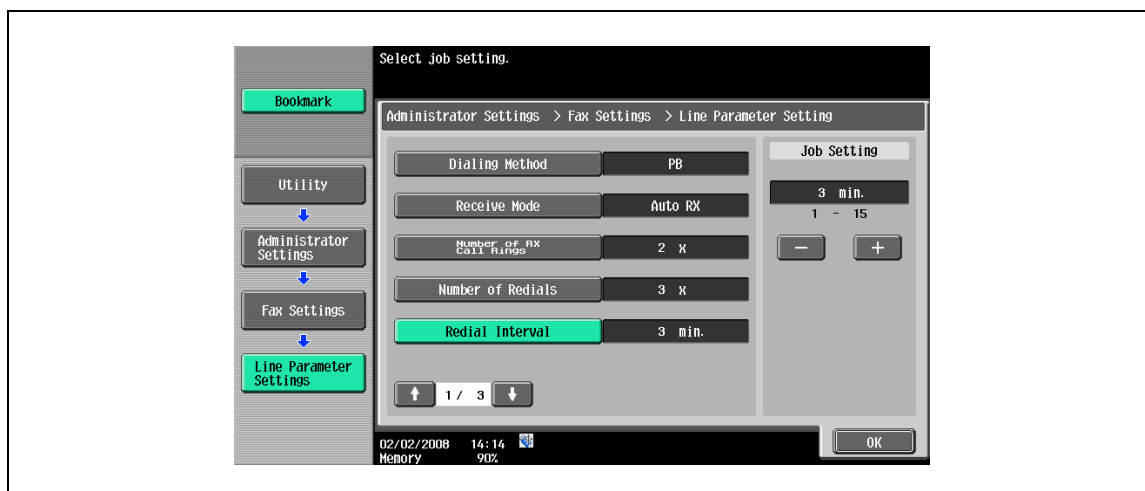 Select job setting.
Bookmark
Administrator Settings > Fax Settings > Line Parameter Setting
Utility
Administrator
Settings
Fax Settings
Line Parameter
Settings
Dialing Method PB
Receive Mode Auto RX
Number of RX
Call Rings 2 X
Number of Redials 3 X
Redial Interval 3 min.
1/ 3
Job Setting
3 min.
1 - 15
- +
OK
02/02/2008 14:14
Memory 90%